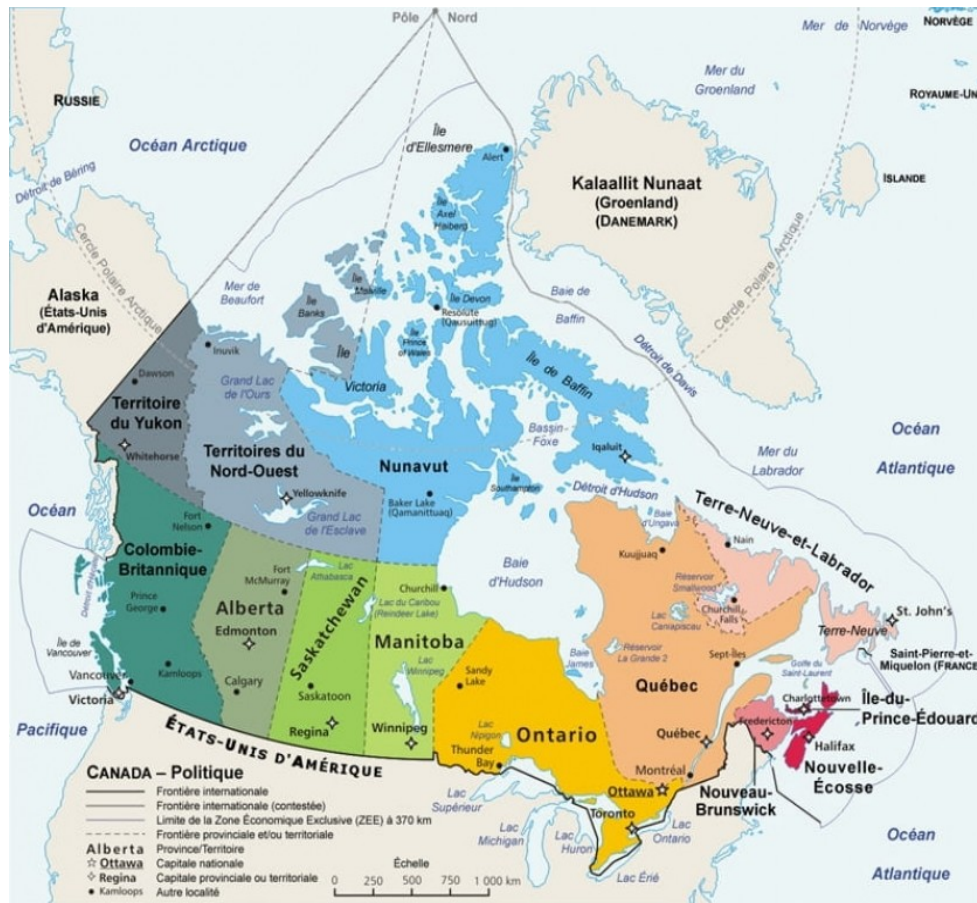 Pôle Nord
Mer de Norvège
NORVÈGE
RUSSIE
Mer du
Groenland
ROYAUME-UN
Océan Arctique
Île
d'Ellesmere
Alert
Détroit de Béring
Kalaallit Nunaat
(Groenland)
(DANEMARK)
ISLANDE
Île
Axel
Haiberg
Cercle Polaire Arctique
Cercle Polaire Arctique
Mer de
Beaufort
Île
Melville
Île Devon
Resolute
(Qausuittuq)
Baie de
Baffin
Alaska
(États-Unis
d'Amérique)
Île
Banks
Île
Prince
of Wales
Île
Victoria
Île de Baffin
Détroit de Davis
Inuvik
Dawson
Grand Lac
de l'Ours
Territoire
du Yukon
Whitehorse
Territoires du
Nord-Ouest
Yellowknife
Grand Lac
de l'Esclave
Nunavut
Baker Lake
(Qamanittuaq)
Bassin
Foxe
Iqaluit
Île
Southampton
Détroit d'Hudson
Mer du
Labrador
Océan
Atlantique
Océan
Pacifique
Fort
Nelson
Colombie-
Britannique
Prince
George
Île de
Vancouver
Vancouver
Victoria
Kamloops
Fort
McMurray
Alberta
Edmonton
Calgary
Lac
Athabasca
Saskatchewan
Saskatoon
Regina
Churchill
Lac du Caribou
(Reindeer Lake)
Manitoba
Lac
Winnipeg
Winnipeg
Baie
d'Hudson
Baie
James
Sandy
Lake
Ontario
Lac
Nipigon
Thunder
Bay
Baie
d'Ungava
Kuujjuaq
Nain
Terre-Neuve-et-Labrador
Réservoir
Smallwood
Churchill
Falls
Lac
Caniapiscau
Réservoir
La Grande 2
Sept-Îles
Québec
Québec
Montréal
Terre-Neuve
St. John's
Saint-Pierre-et-
Miquelon (FRANCE)
Golfe du
Saint-Laurent
Charlottetown
Île-du-
Prince-Édouard
Fredericton
Halifax
Nouvelle-
Écosse
Nouveau-
Brunswick
Ottawa
Toronto
Lac
Supérieur
Lac
Michigan
Lac
Huron
Lac
Ontario
Lac Érié
Océan
Atlantique
ÉTATS-UNIS D'AMÉRIQUE
CANADA – Politique
Frontière internationale
Frontière internationale (contestée)
Limite de la Zone Économique Exclusive (ZEE) à 370 km
Frontière provinciale et/ou territoriale
Alberta Province/Territoire
Ottawa Capitale nationale
Regina Capitale provinciale ou territoriale
Kamloops Autre localité
Échelle
0 250 500 750 1 000 km